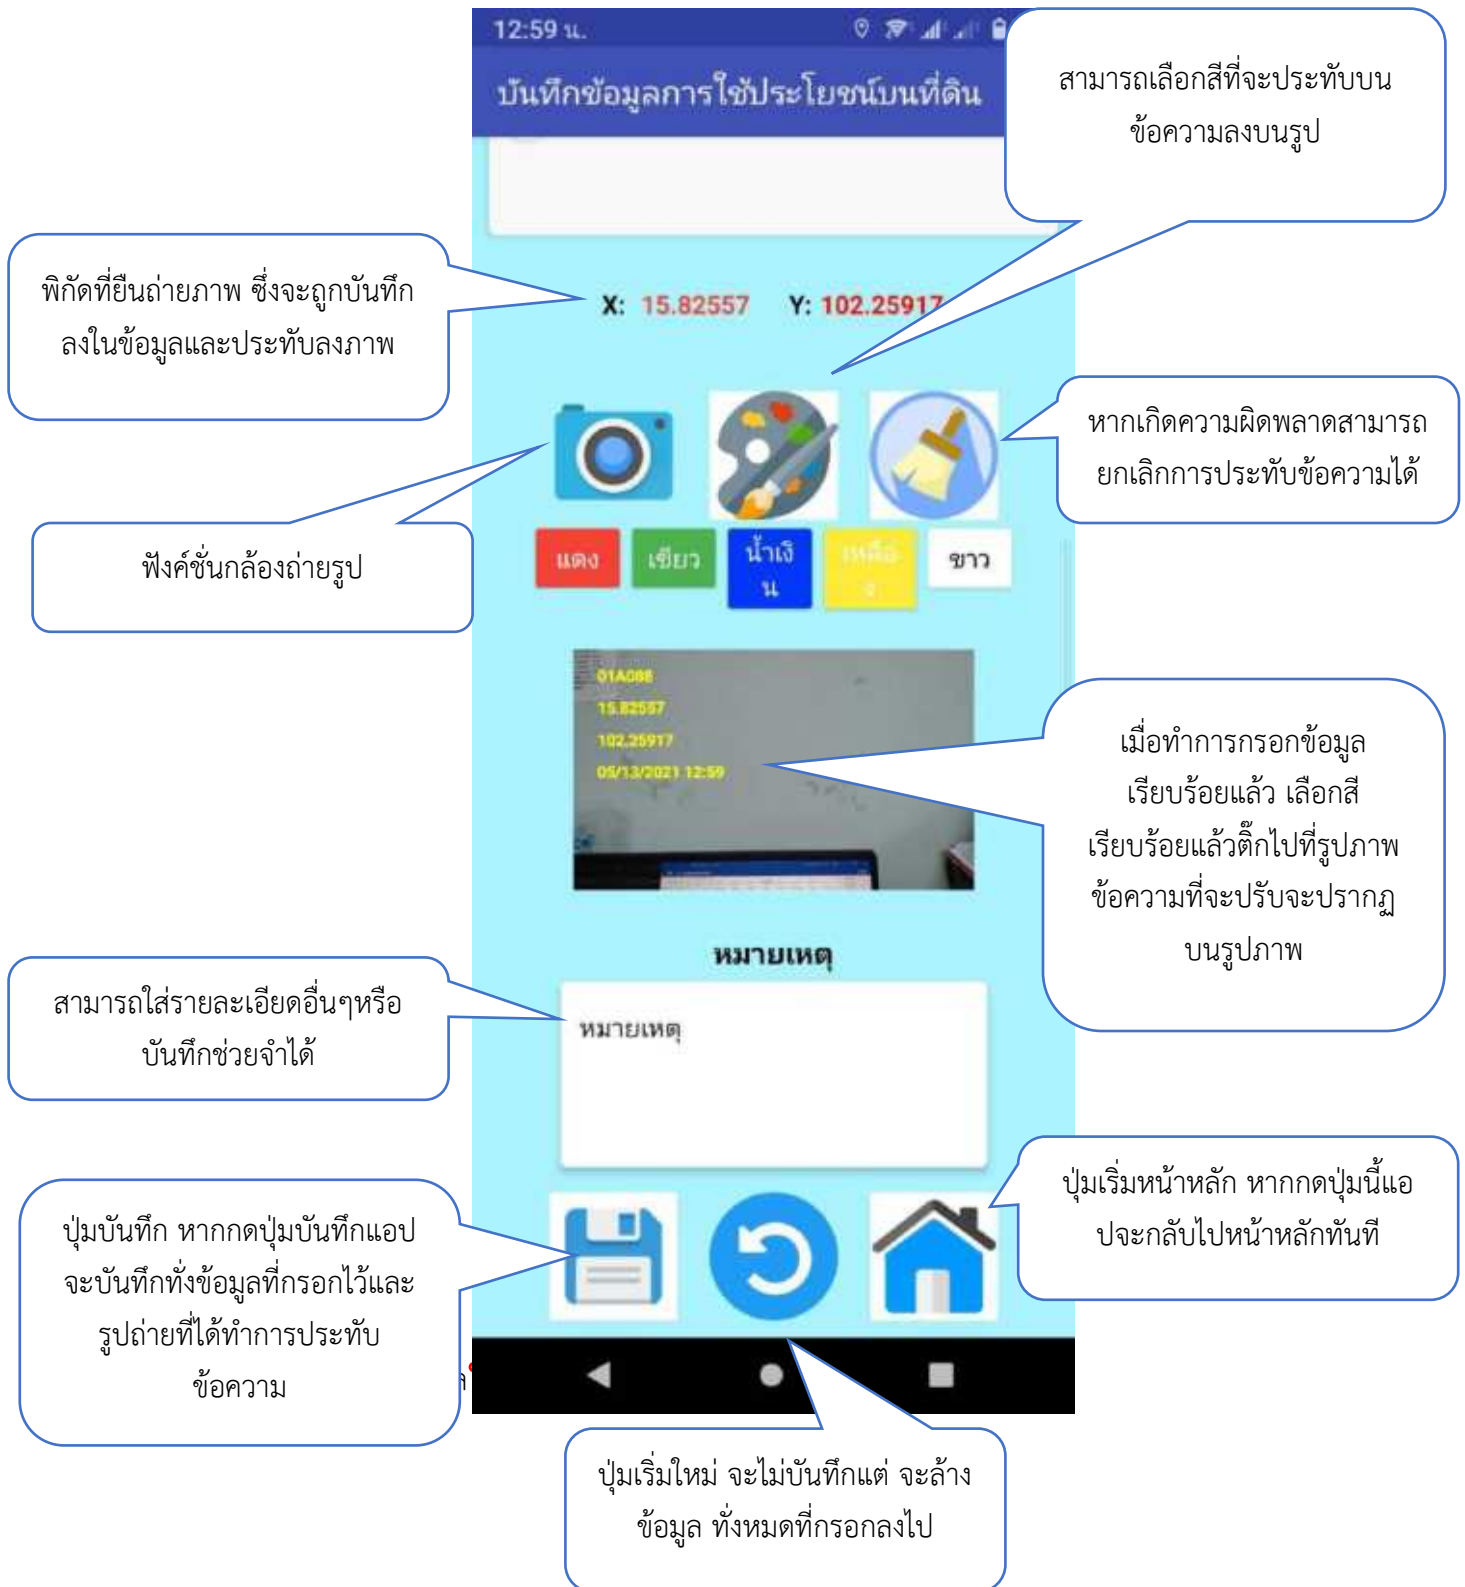 12:59 น.
บันทึกข้อมูลการใช้ประโยชน์บนที่ดิน
สามารถเลือกสีที่จะประทับบน
ข้อความลงบนรูป
พิกัดที่ยืนถ่ายภาพ ซึ่งจะถูกบันทึก
ลงในข้อมูลและประทับลงภาพ
X: 15.82557 Y: 102.25917
หากเกิดความผิดพลาดสามารถ
ยกเลิกการประทับข้อความได้
ฟังค์ชั่นกล้องถ่ายรูป
แดง
เขียว
น้ำเงิ
น
เหลือ
ง
ขาว
01A088
15.82557
102.25917
05/13/2021 12:59
เมื่อทำการกรอกข้อมูล
เรียบร้อยแล้ว เลือกสี
เรียบร้อยแล้วติ๊กไปที่รูปภาพ
ข้อความที่จะปรับจะปรากฏ
บนรูปภาพ
หมายเหตุ
หมายเหตุ
สามารถใส่รายละเอียดอื่นๆหรือ
บันทึกช่วยจำได้
ปุ่มเริ่มหน้าหลัก หากกดปุ่มนี้แอ
ปจะกลับไปหน้าหลักทันที
ปุ่มบันทึก หากกดปุ่มบันทึกแอป
จะบันทึกทั่งข้อมูลที่กรอกไว้และ
รูปถ่ายที่ได้ทำการประทับ
ข้อความ
ปุ่มเริ่มใหม่ จะไม่บันทึกแต่ จะล้าง
ข้อมูล ทั่งหมดที่กรอกลงไป